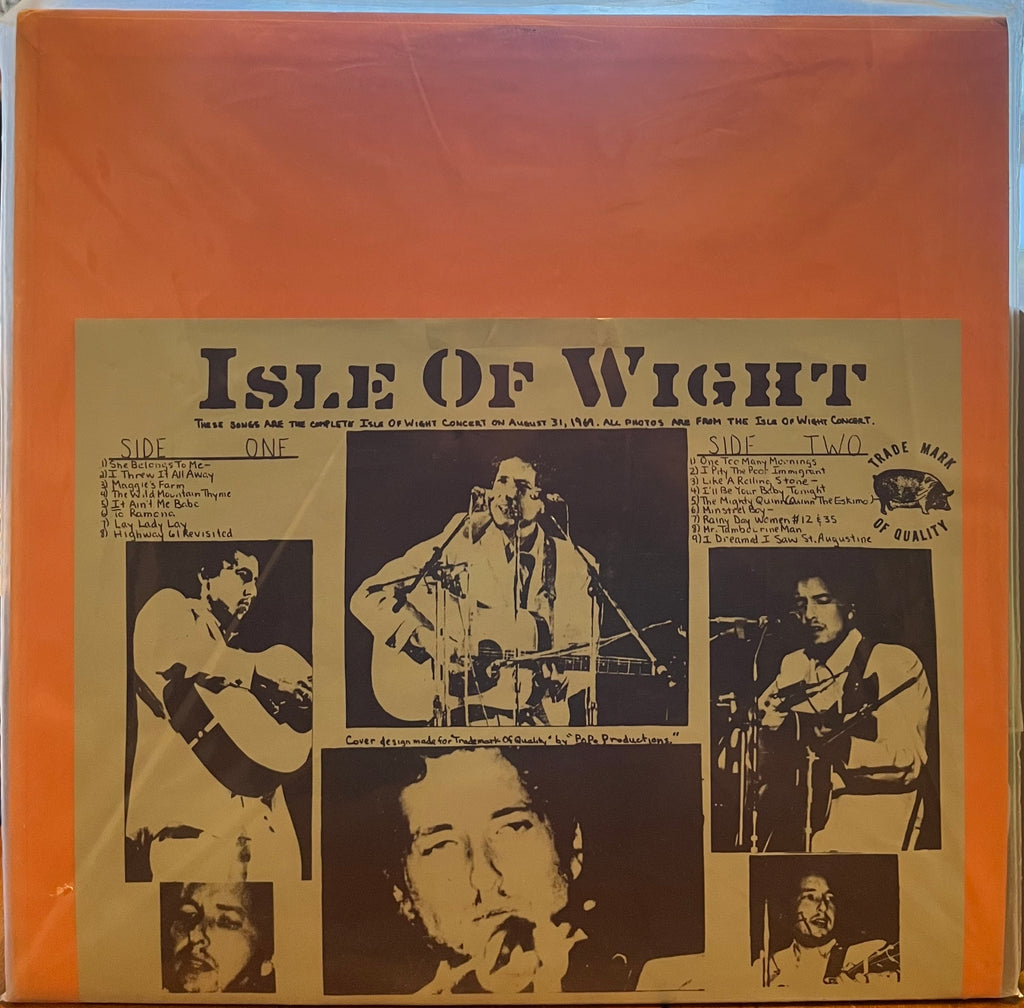 ISLE OF WIGHT
THESE SONGS ARE THE COMPLETE ISLE OF WIGHT CONCERT ON AUGUST 31, 1969. ALL PHOTOS ARE FROM THE ISLE OF WIGHT CONCERT.
SIDE ONE
1) She Belongs To Me-
2) I Threw It All Away
3) Maggie's Farm
4) The Wild Mountain Thyme
5) It Ain't Me Babe
6) To Ramona
7) Lay Lady Lay
8) Highway 61 Revisited
SIDE TWO
1) One Too Many Mornings
2) I Pity The Poor Immigrant
3) Like A Rolling Stone-
4) I'll Be Your Baby Tonight
5) The Mighty Quinn (Quinn The Eskimo)
6) Minstrel Boy-
7) Rainy Day Women #12 & 35
8) Mr. Tambourine Man
9) I Dreamed I Saw St. Augustine
TRADE MARK
OF QUALITY
Cover design made for "Trademark Of Quality" by "PoPo Productions."